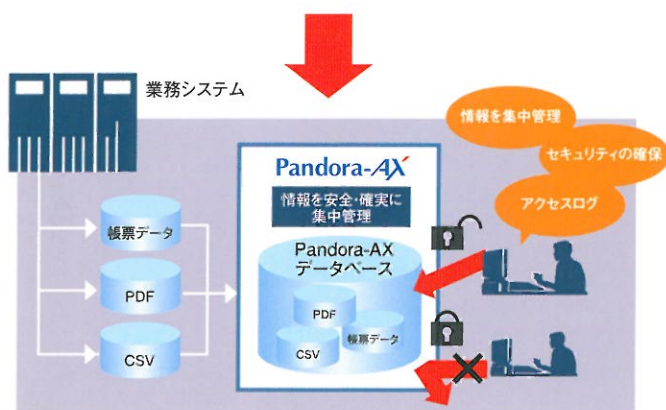 業務システム
情報を集中管理
セキュリティの確保
アクセスログ
Pandora-AX
情報を安全・確実に
集中管理
帳票データ
PDF
CSV
Pandora-AX
データベース
PDF
CSV
帳票データ